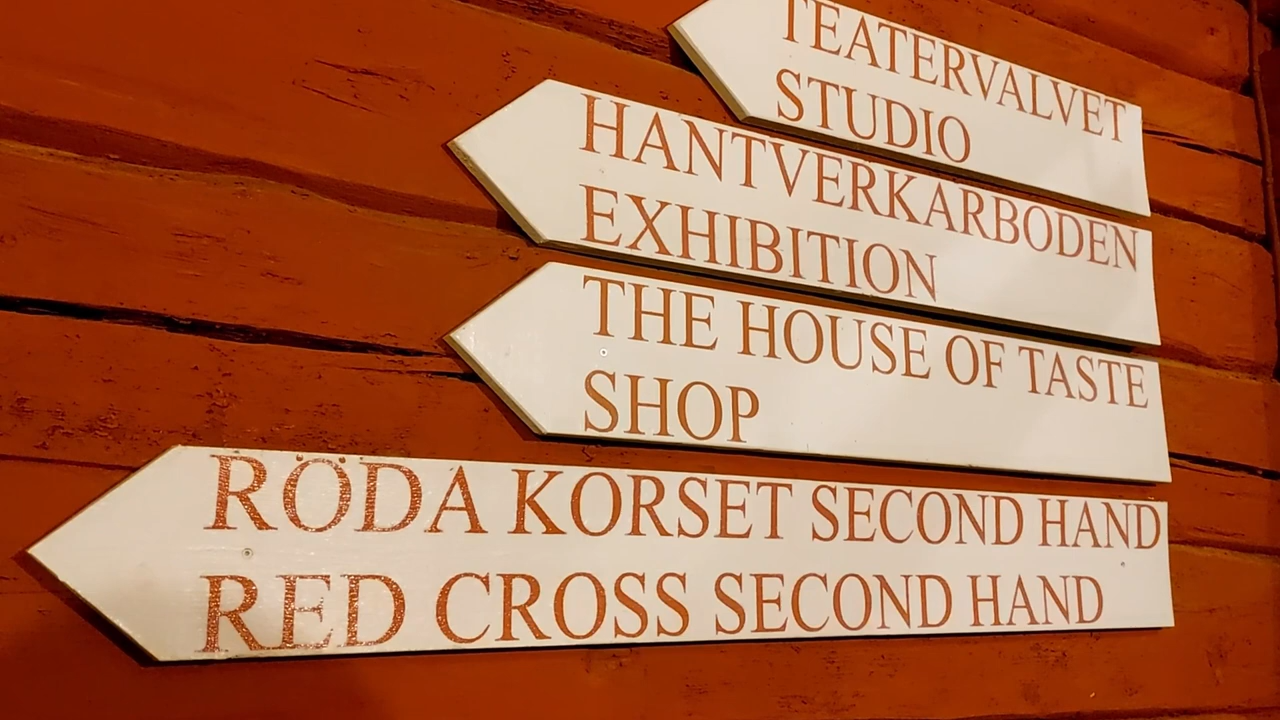 TEATERVALVET
STUDIO
HANTVERKARBODEN
EXHIBITION
THE HOUSE OF TASTE
SHOP
RÖDA KORSET SECOND HAND
RED CROSS SECOND HAND